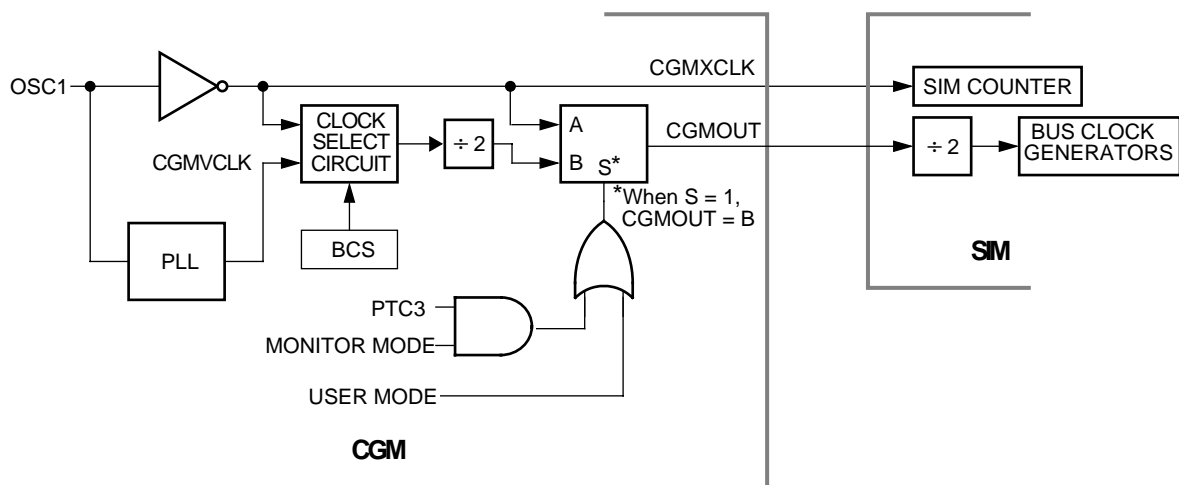 OSC1
CGMXCLK
SIM COUNTER
CLOCK
SELECT
CIRCUIT
÷ 2
A
B
S*
CGMOUT
÷ 2
BUS CLOCK
GENERATORS
CGMVCLK
*When S = 1,
CGMOUT = B
BCS
PLL
SIM
PTC3
MONITOR MODE
USER MODE
CGM